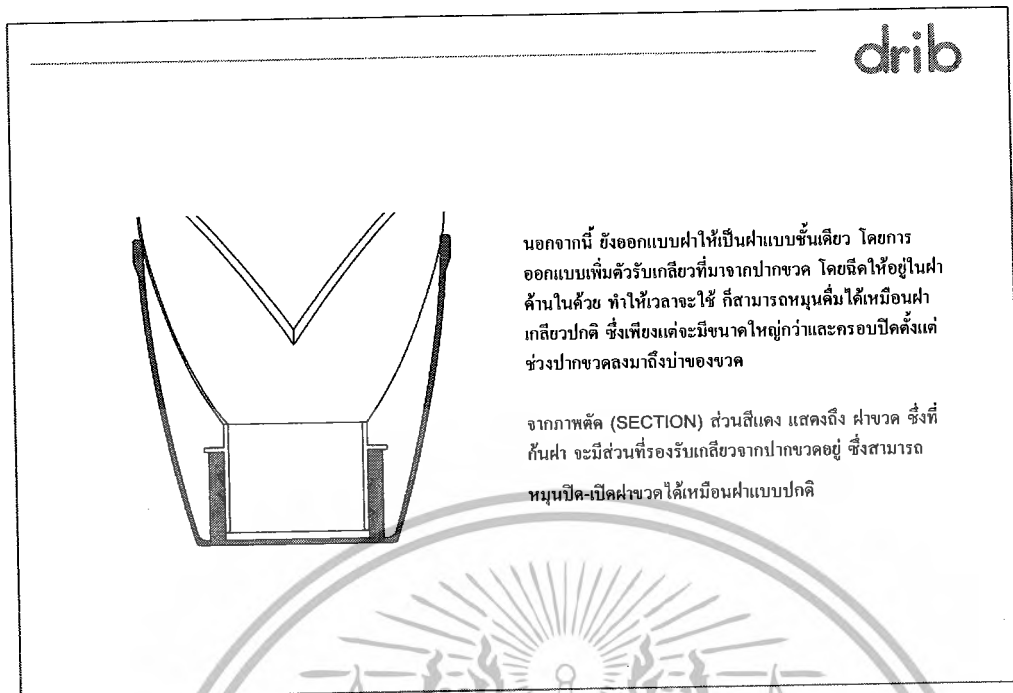 drib
นอกจากนี้ ยังออกแบบฝาให้เป็นฝาแบบชั้นเดียว โดยการ
ออกแบบเพิ่มตัวรับเกลียวที่มาจากปากขวด โดยฉีดให้อยู่ในฝา
ด้านในด้วย ทำให้เวลาจะใช้ ก็สามารถหมุนดื่มได้เหมือนฝา
เกลียวปกติ ซึ่งเพียงแต่จะมีขนาดใหญ่กว่าและครอบปิดตั้งแต่
ช่วงปากขวดลงมาถึงบ่าของขวด
จากภาพตัด (SECTION) ส่วนสีแดง แสดงถึง ฝาขวด ซึ่งที่
ก้นฝา จะมีส่วนที่รองรับเกลียวจากปากขวดอยู่ ซึ่งสามารถ
หมุนปิด-เปิดฝาขวดได้เหมือนฝาแบบปกติ